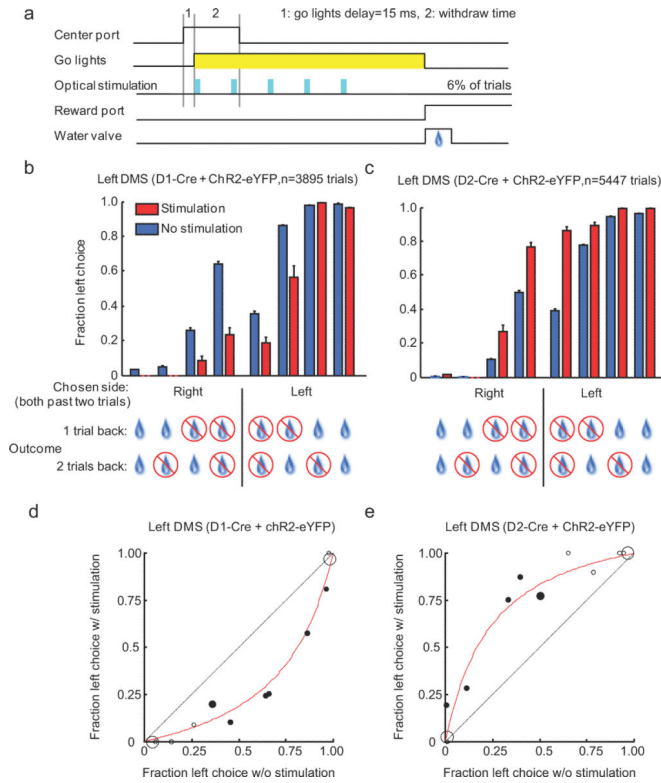 a
1 2 1: go lights delay=15 ms, 2: withdraw time
Center port
Go lights
Optical stimulation 6% of trials
Reward port
Water valve
b
Left DMS (D1-Cre + ChR2-eYFP,n=3895 trials)
Fraction left choice
1.0
0.8
0.6
0.4
0.2
0
Stimulation
No stimulation
c
Left DMS (D2-Cre + ChR2-eYFP,n=5447 trials)
1.0
0.8
0.6
0.4
0.2
0
Chosen side:
(both past two trials)
Right Left
Right Left
1 trial back:
Outcome
2 trials back:
d
Left DMS (D1-Cre + chR2-eYFP)
Fraction left choice w/ stimulation
1.00
0.75
0.50
0.25
0
0 0.25 0.5 0.75 1.00
Fraction left choice w/o stimulation
e
Left DMS (D2-Cre + ChR2-eYFP)
Fraction left choice w/ stimulation
1.00
0.75
0.50
0.25
0
0 0.25 0.5 0.75 1.00
Fraction left choice w/o stimulation